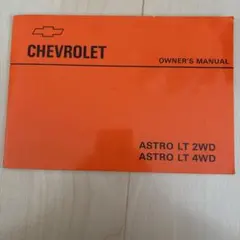 CHEVROLET
OWNER'S MANUAL
ASTRO LT 2WD
ASTRO LT 4WD